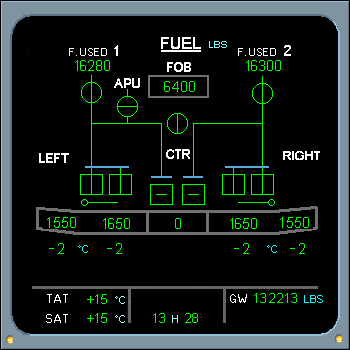 FUEL LBS
F.USED 1
16280
F.USED 2
16300
FOB
6400
APU
LEFT
CTR
RIGHT
1550 1650 0 1650 1550
-2 °C -2 -2 °C -2
TAT +15 °C
GW 132213 LBS
SAT +15 °C
13 H 28